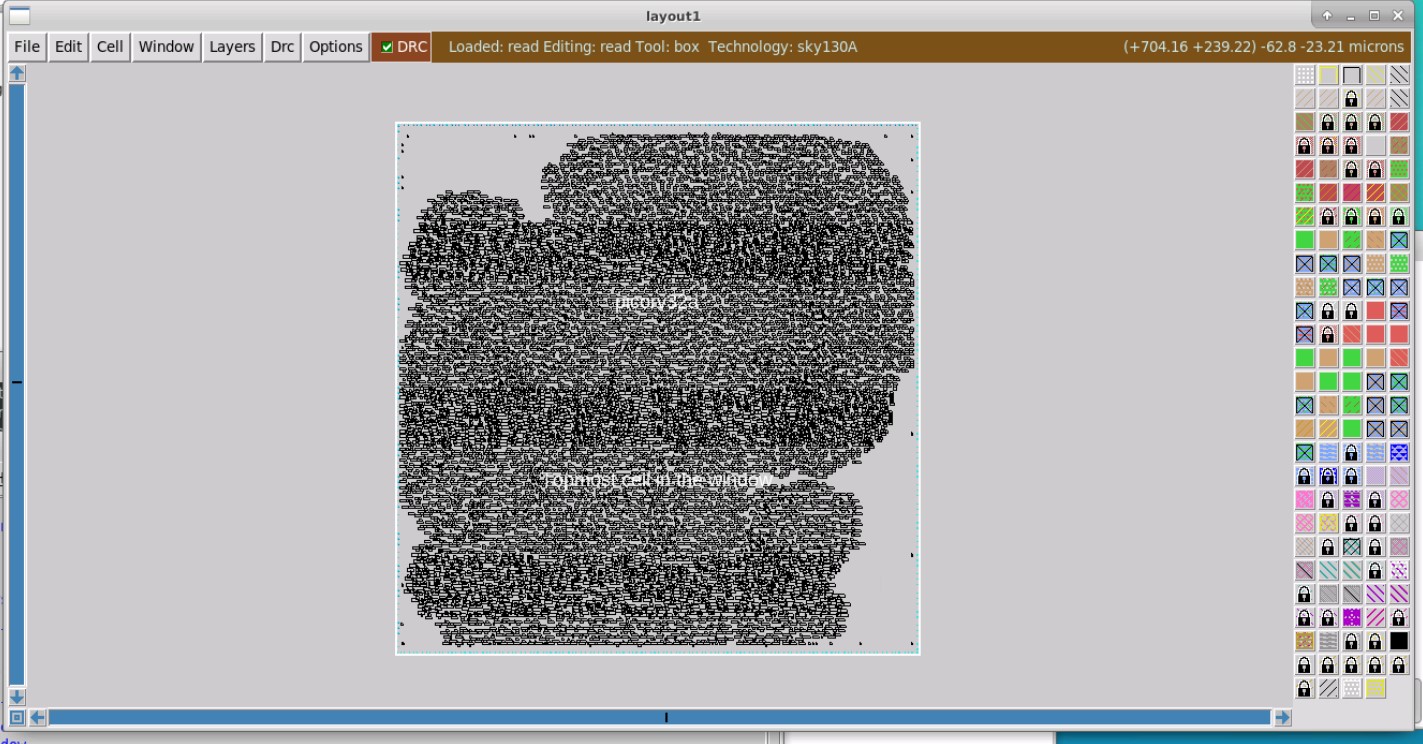 layout1
File Edit Cell Window Layers Drc Options DRC Loaded: read Editing: read Tool: box Technology: sky130A (+704.16 +239.22) -62.8 -23.21 microns
picorv32a
Topmost cell in the window